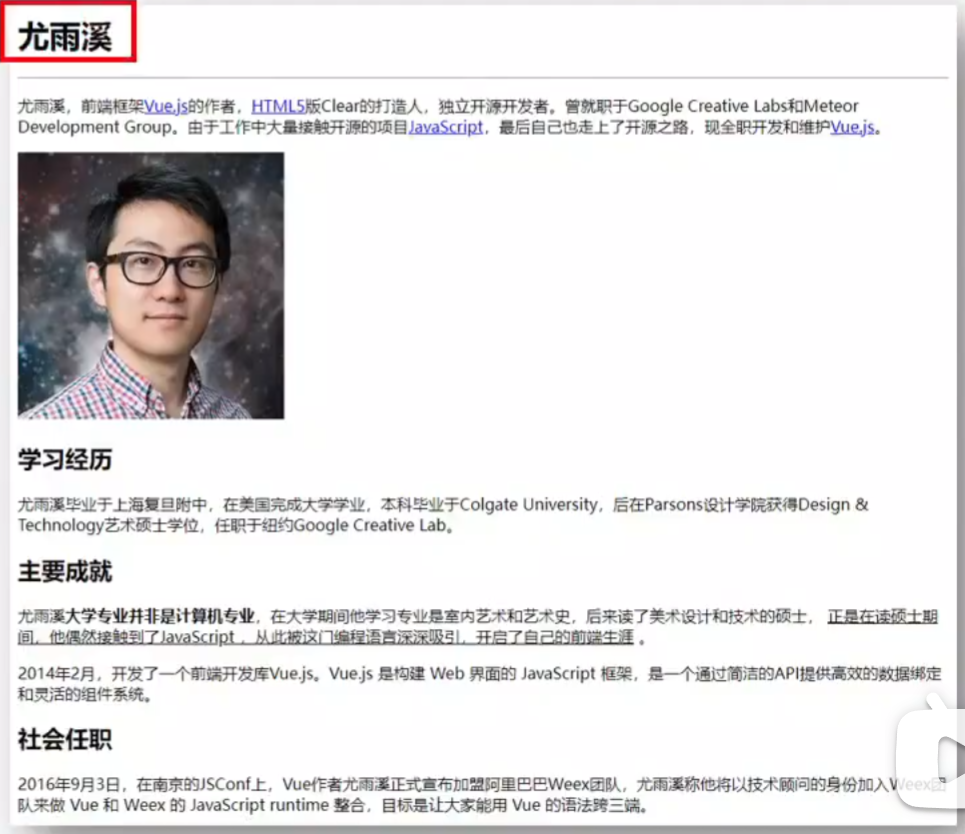 尤雨溪
尤雨溪，前端框架Vue.js的作者，HTML5版Clear的打造人，独立开源开发者。曾就职于Google Creative Labs和Meteor
Development Group。由于工作中大量接触开源的项目JavaScript，最后自己也走上了开源之路，现全职开发和维护Vue.js。
学习经历
尤雨溪毕业于上海复旦附中，在美国完成大学学业，本科毕业于Colgate University，后在Parsons设计学院获得Design &
Technology艺术硕士学位，任职于纽约Google Creative Lab。
主要成就
尤雨溪大学专业并非是计算机专业，在大学期间他学习专业是室内艺术和艺术史，后来读了美术设计和技术的硕士， 正是在读硕士期
间，他偶然接触到了JavaScript ，从此被这门编程语言深深吸引，开启了自己的前端生涯 。
2014年2月，开发了一个前端开发库Vue.js。Vue.js 是构建 Web 界面的 JavaScript 框架，是一个通过简洁的API提供高效的数据绑定
和灵活的组件系统。
社会任职
2016年9月3日，在南京的JSConf上，Vue作者尤雨溪正式宣布加盟阿里巴巴Weex团队，尤雨溪称他将以技术顾问的身份加入Weex团
队来做 Vue 和 Weex 的 JavaScript runtime 整合，目标是让大家能用 Vue 的语法跨三端。